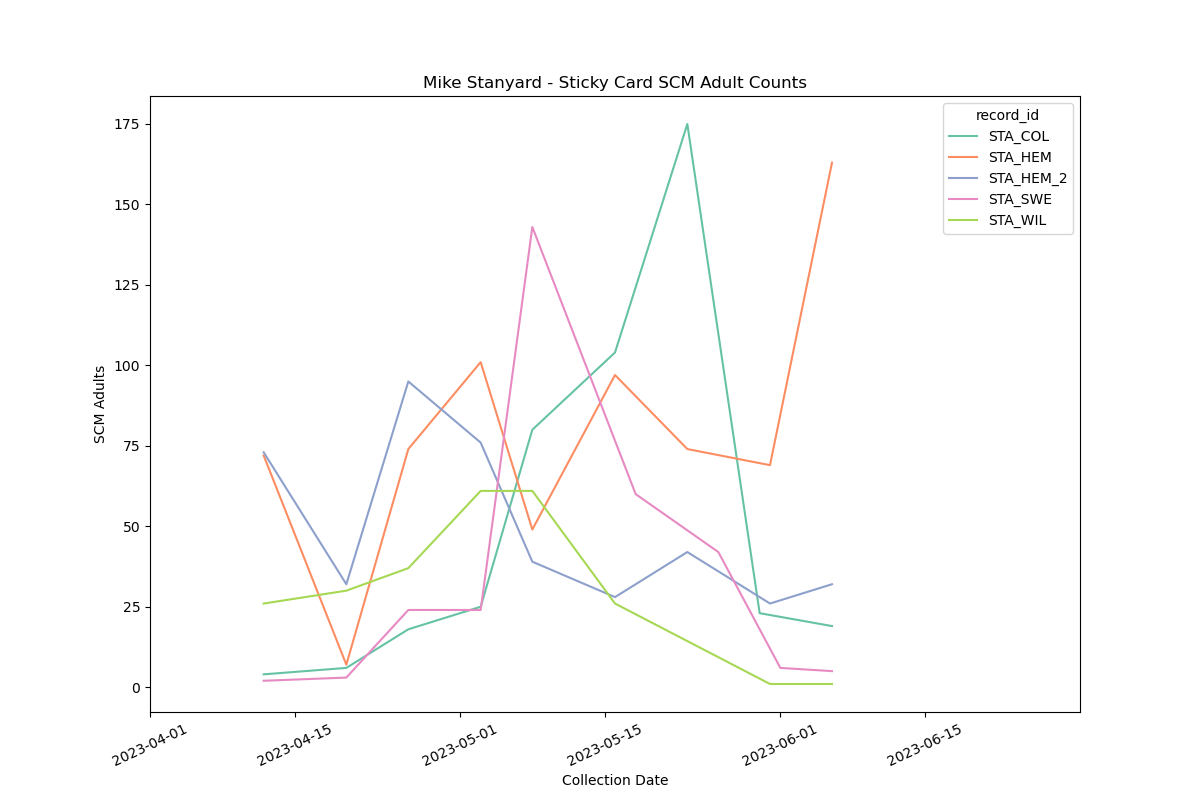 Mike Stanyard - Sticky Card SCM Adult Counts
record_id
STA_COL
STA_HEM
STA_HEM_2
STA_SWE
STA_WIL
175
150
125
100
75
50
25
0
SCM Adults
2023-04-01
2023-04-15
2023-05-01
2023-05-15
2023-06-01
2023-06-15
Collection Date